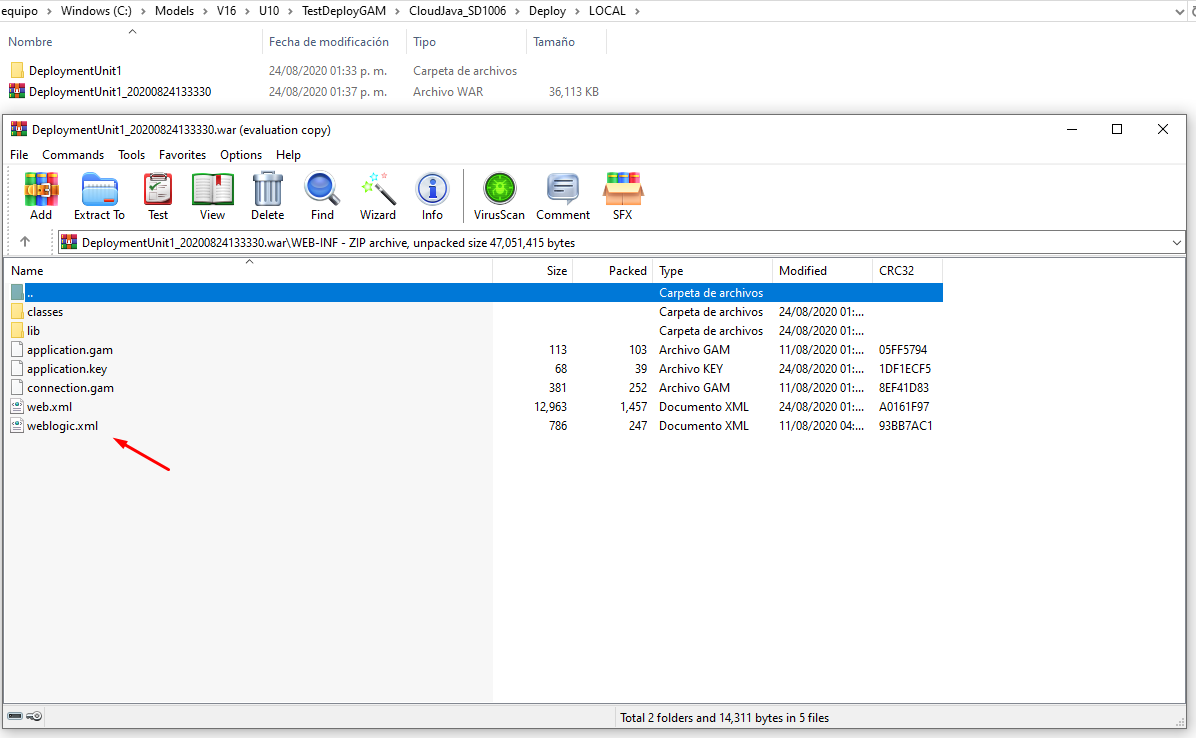 equipo > Windows (C:) > Models > V16 > U10 > TestDeployGAM > CloudJava_SD1006 > Deploy > LOCAL >
Nombre Fecha de modificación Tipo Tamaño
DeploymentUnit1 24/08/2020 01:33 p. m. Carpeta de archivos
DeploymentUnit1_20200824133330 24/08/2020 01:37 p. m. Archivo WAR 36,113 KB
DeploymentUnit1_20200824133330.war (evaluation copy)
File Commands Tools Favorites Options Help
Add Extract To Test View Delete Find Wizard Info VirusScan Comment SFX
DeploymentUnit1_20200824133330.war\WEB-INF - ZIP archive, unpacked size 47,051,415 bytes
Name Size Packed Type Modified CRC32
.. Carpeta de archivos
classes Carpeta de archivos 24/08/2020 01:...
lib Carpeta de archivos 24/08/2020 01:...
application.gam 113 103 Archivo GAM 11/08/2020 01:... 05FF5794
application.key 68 39 Archivo KEY 24/08/2020 01:... 1DF1ECF5
connection.gam 381 252 Archivo GAM 11/08/2020 01:... 8EF41D83
web.xml 12,963 1,457 Documento XML 24/08/2020 01:... A0161F97
weblogic.xml 786 247 Documento XML 11/08/2020 04:... 93BB7AC1
Total 2 folders and 14,311 bytes in 5 files